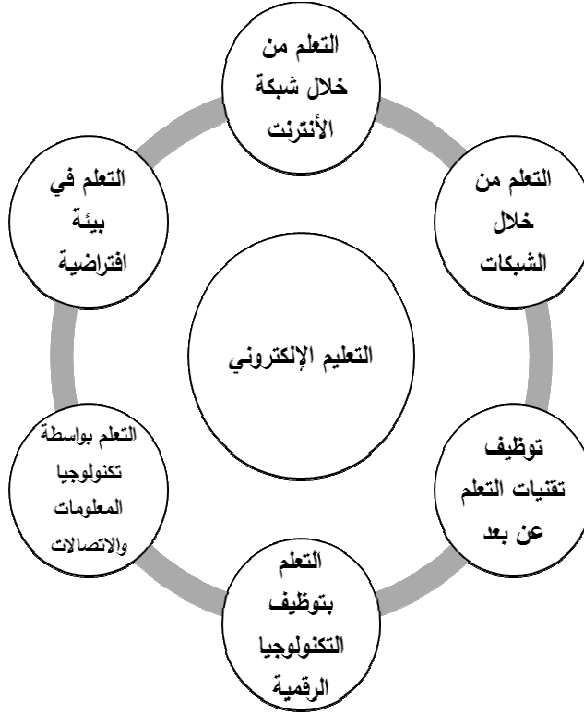 التعلم من
خلال شبكة
الأنترنت
التعلم من
خلال
الشبكات
توظيف
تقنيات التعلم
عن بعد
التعلم
بتوظيف
التكنولوجيا
الرقمية
التعلم بواسطة
تكنولوجيا
المعلومات
والاتصالات
التعلم في
بيئة
افتراضية
التعليم الإلكتروني